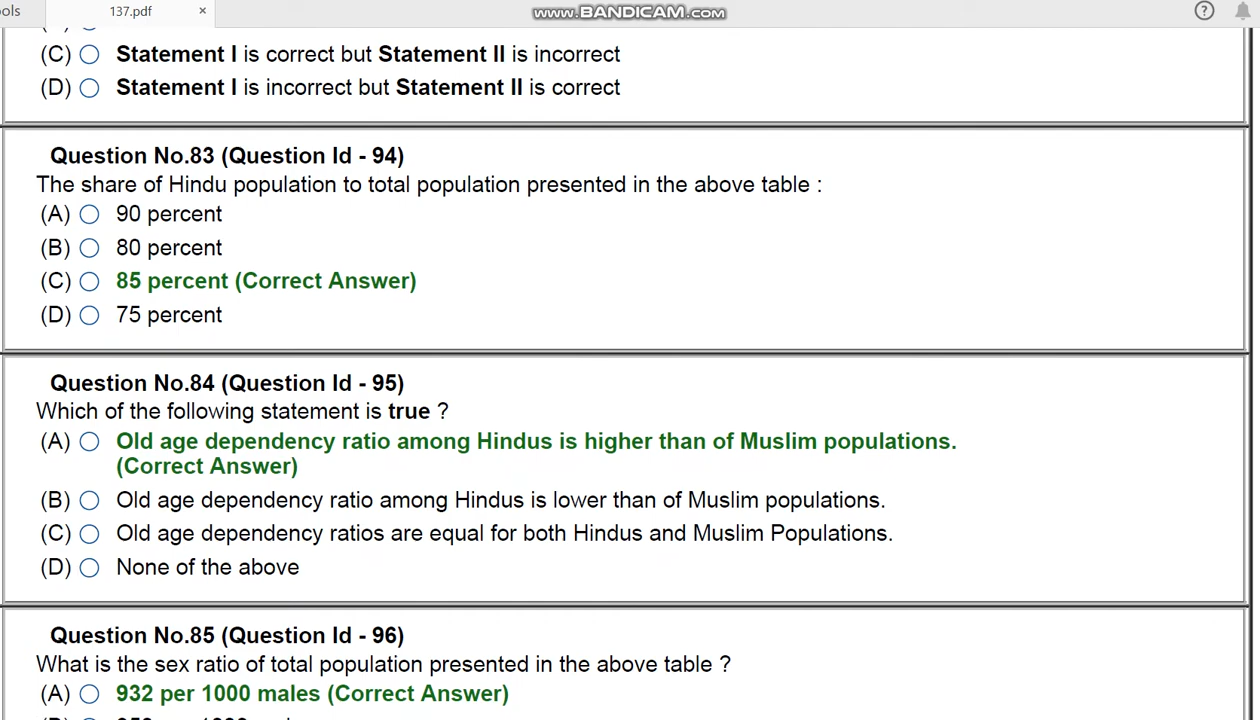 ols
137.pdf
×
www.BANDICAM.com
?
(C) Statement I is correct but Statement II is incorrect
(D) Statement I is incorrect but Statement II is correct
Question No.83 (Question Id - 94)
The share of Hindu population to total population presented in the above table :
(A) 90 percent
(B) 80 percent
(C) 85 percent (Correct Answer)
(D) 75 percent
Question No.84 (Question Id - 95)
Which of the following statement is true ?
(A) Old age dependency ratio among Hindus is higher than of Muslim populations.
(Correct Answer)
(B) Old age dependency ratio among Hindus is lower than of Muslim populations.
(C) Old age dependency ratios are equal for both Hindus and Muslim Populations.
(D) None of the above
Question No.85 (Question Id - 96)
What is the sex ratio of total population presented in the above table ?
(A) 932 per 1000 males (Correct Answer)